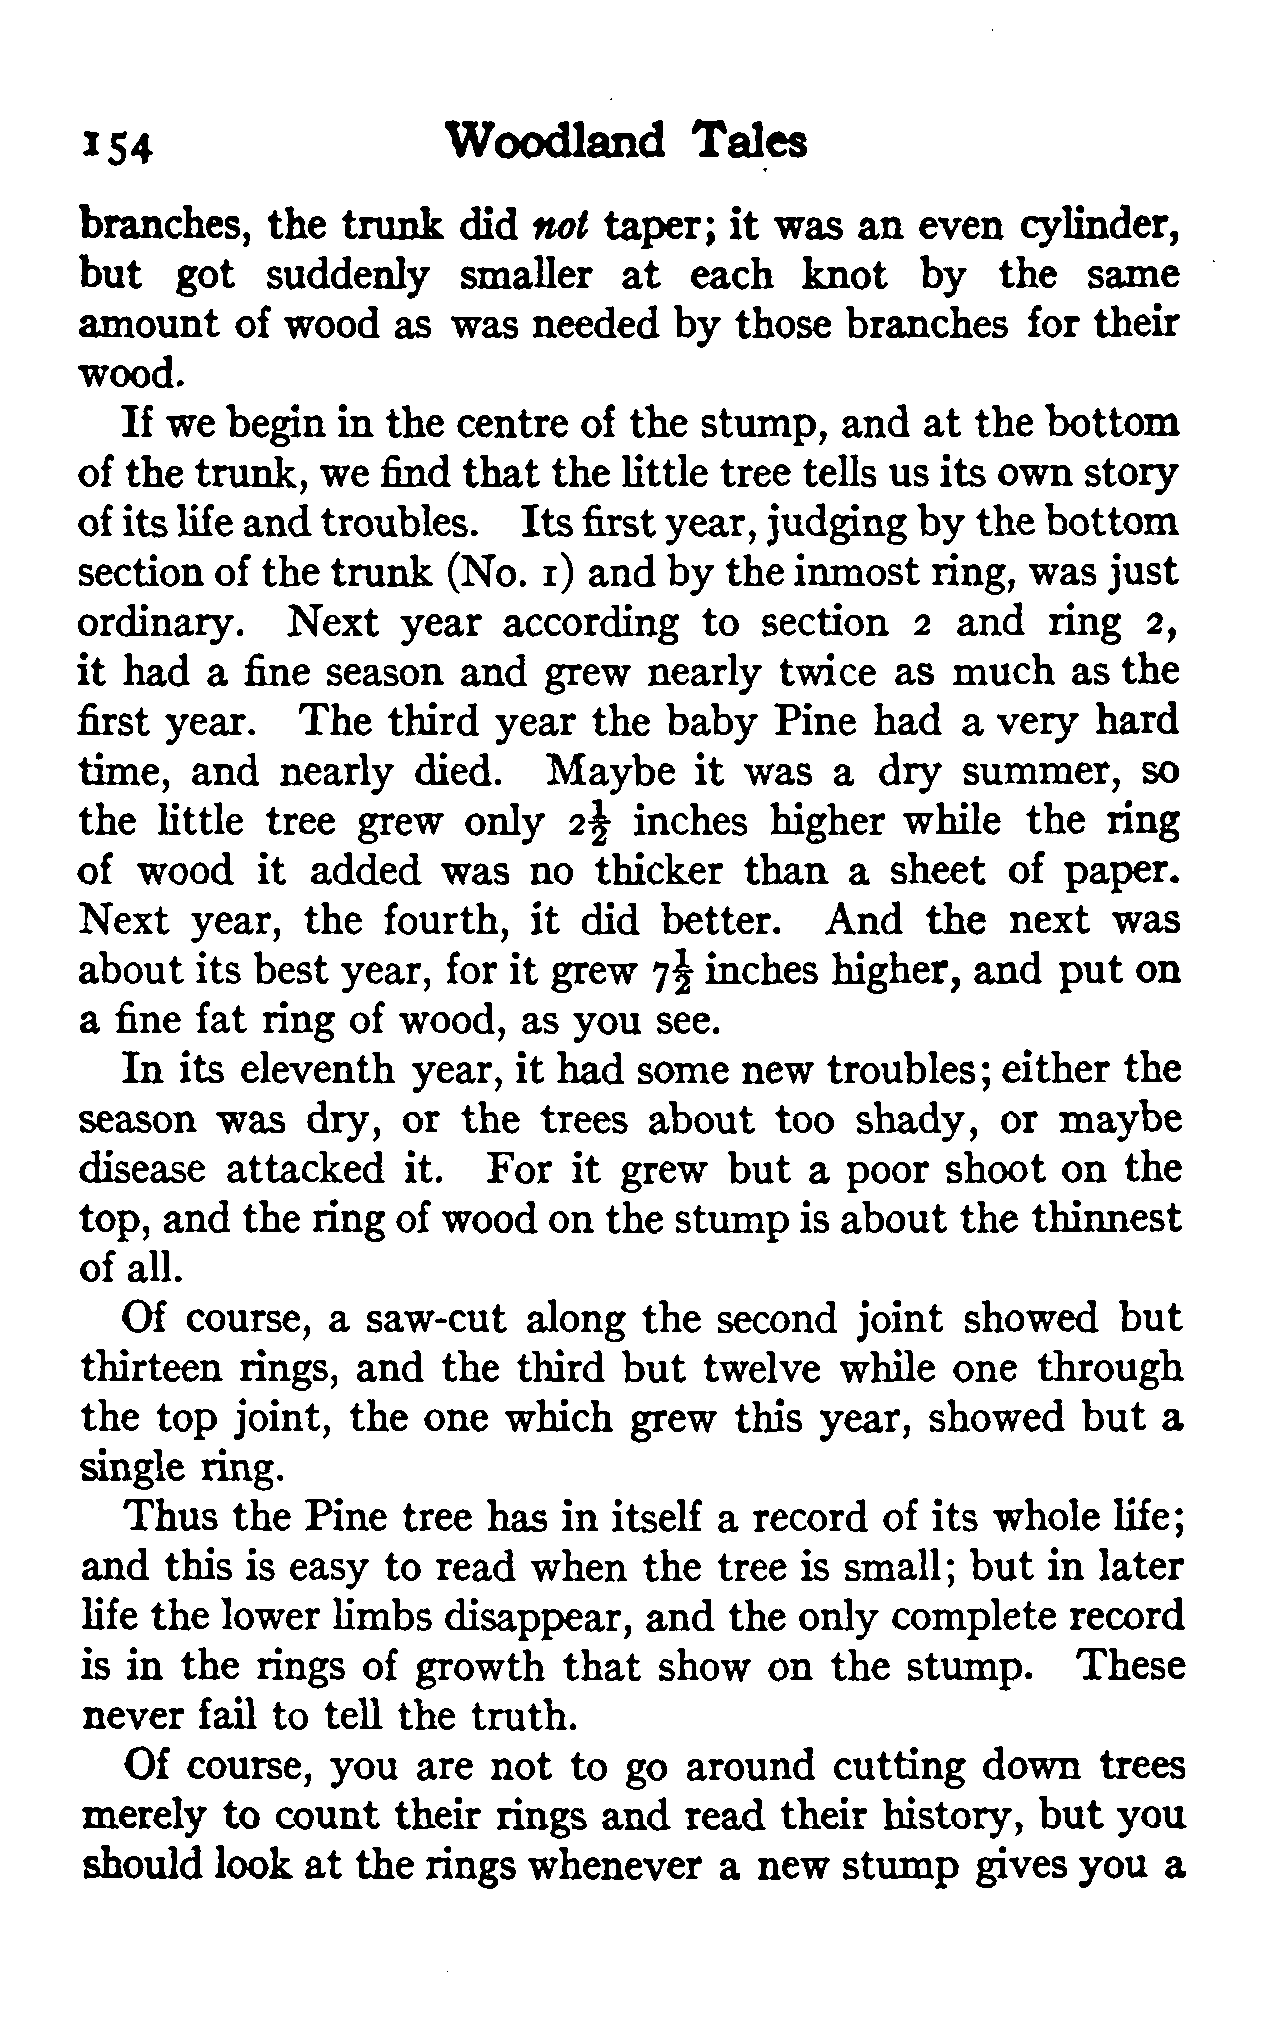 154 Woodland Tales
branches, the trunk did not taper; it was an even cylinder,
but got suddenly smaller at each knot by the same
amount of wood as was needed by those branches for their
wood.
If we begin in the centre of the stump, and at the bottom
of the trunk, we find that the little tree tells us its own story
of its life and troubles. Its first year, judging by the bottom
section of the trunk (No. 1) and by the inmost ring, was just
ordinary. Next year according to section 2 and ring 2,
it had a fine season and grew nearly twice as much as the
first year. The third year the baby Pine had a very hard
time, and nearly died. Maybe it was a dry summer, so
the little tree grew only 2½ inches higher while the ring
of wood it added was no thicker than a sheet of paper.
Next year, the fourth, it did better. And the next was
about its best year, for it grew 7½ inches higher, and put on
a fine fat ring of wood, as you see.
In its eleventh year, it had some new troubles; either the
season was dry, or the trees about too shady, or maybe
disease attacked it. For it grew but a poor shoot on the
top, and the ring of wood on the stump is about the thinnest
of all.
Of course, a saw-cut along the second joint showed but
thirteen rings, and the third but twelve while one through
the top joint, the one which grew this year, showed but a
single ring.
Thus the Pine tree has in itself a record of its whole life;
and this is easy to read when the tree is small; but in later
life the lower limbs disappear, and the only complete record
is in the rings of growth that show on the stump. These
never fail to tell the truth.
Of course, you are not to go around cutting down trees
merely to count their rings and read their history, but you
should look at the rings whenever a new stump gives you a